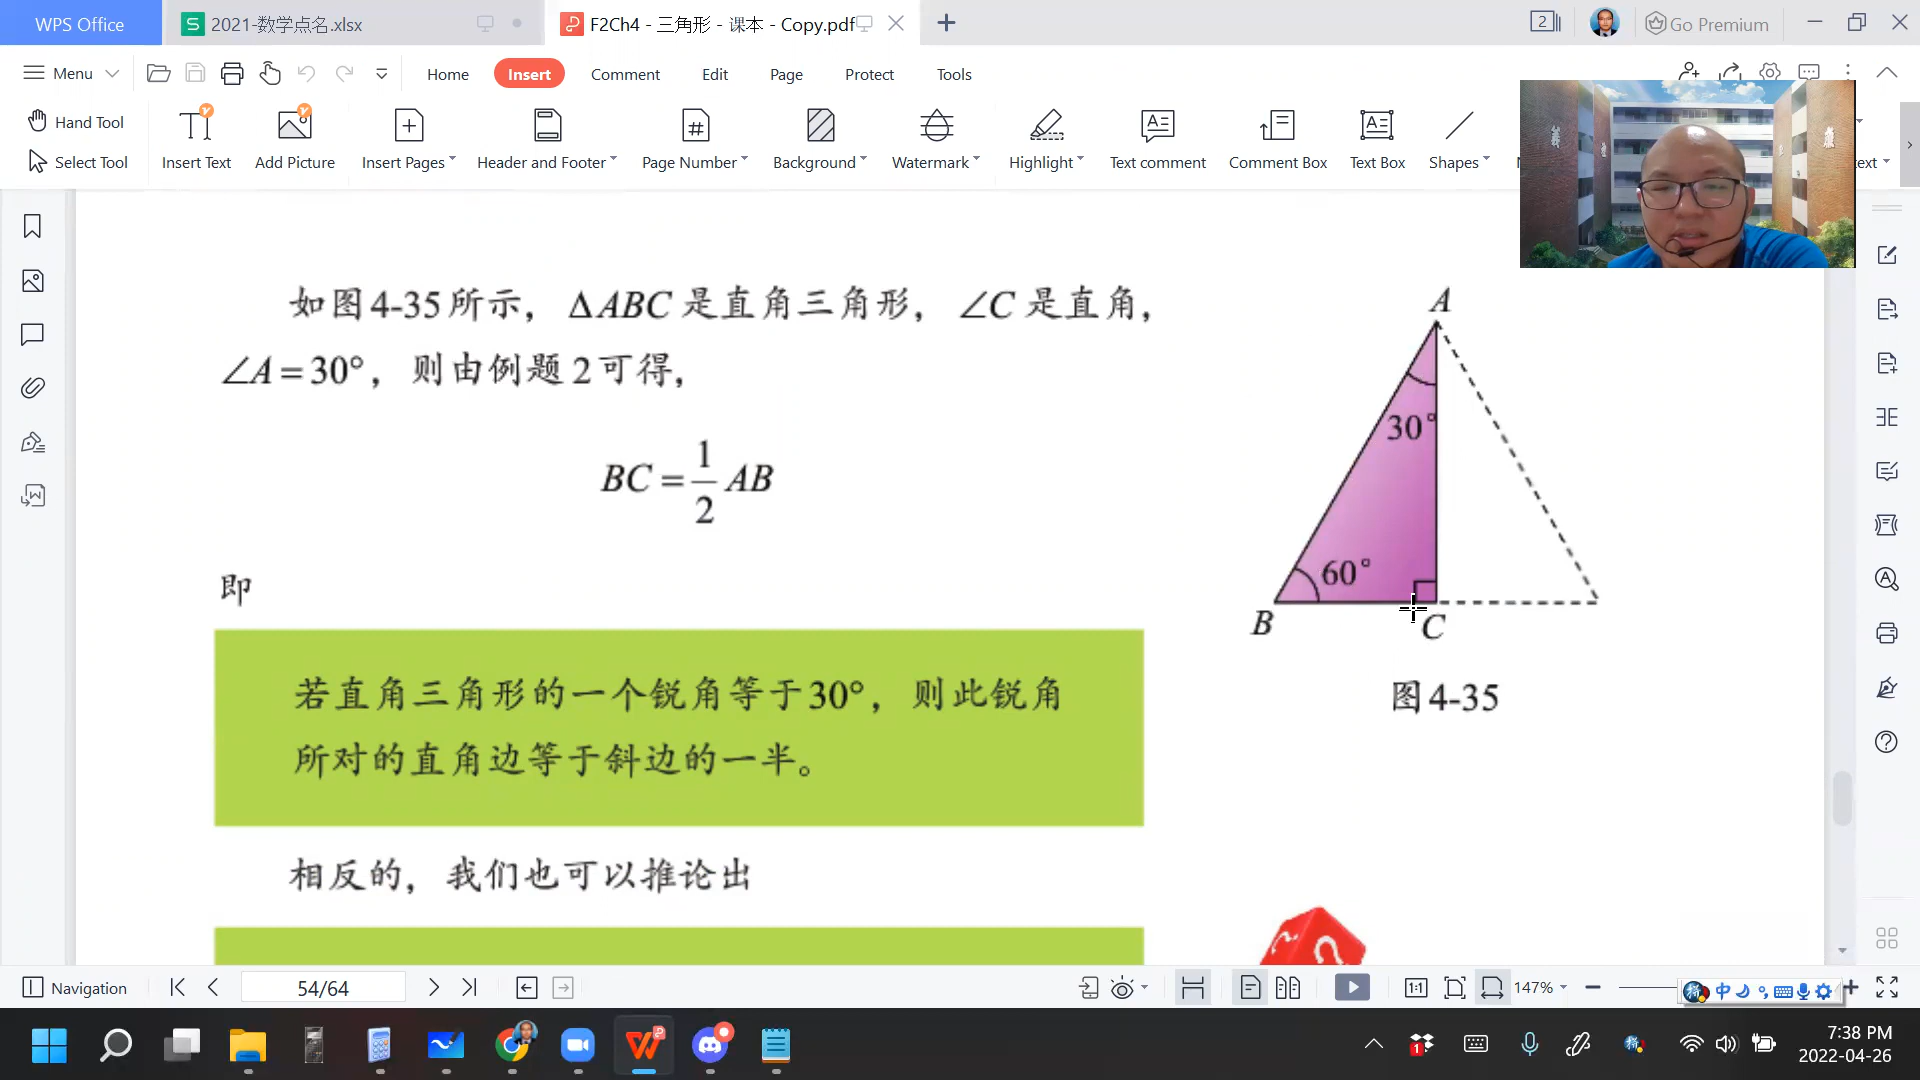 WPS Office
2021-数学点名.xlsx
F2Ch4 - 三角形 - 课本 - Copy.pdf
2
Go Premium
Menu
Home
Insert
Comment
Edit
Page
Protect
Tools
Hand Tool
Select Tool
Insert Text
Add Picture
Insert Pages
Header and Footer
Page Number
Background
Watermark
Highlight
Text comment
Comment Box
Text Box
Shapes
如图4-35所示，ΔABC是直角三角形，∠C是直角，
∠A=30°，则由例题2可得，
BC = 1/2 AB
即
若直角三角形的一个锐角等于30°，则此锐角
所对的直角边等于斜边的一半。
相反的，我们也可以推论出
A
30°
60°
B
C
图4-35
Navigation
54/64
1:1
147%
中
7:38 PM
2022-04-26
1